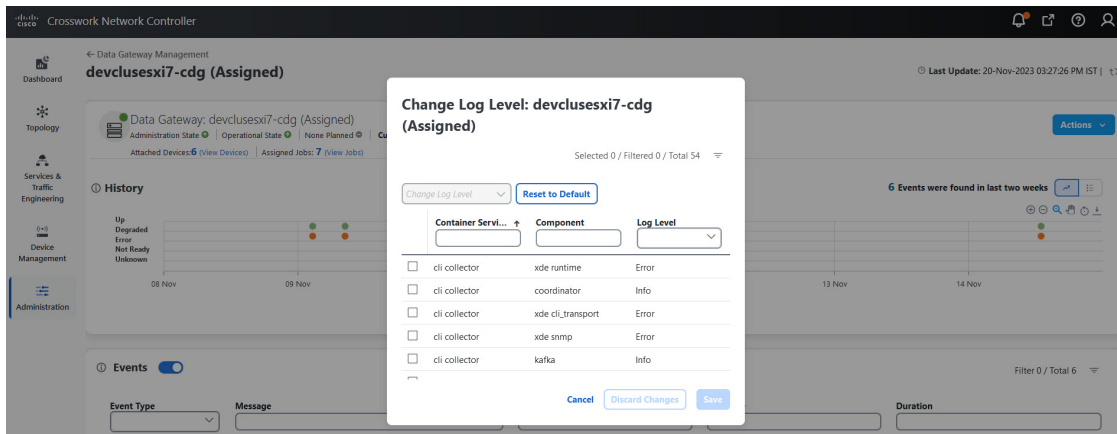 cisco Crosswork Network Controller
← Data Gateway Management
devclusesxi7-cdg (Assigned)
Last Update: 20-Nov-2023 03:27:26 PM IST |
Dashboard
Topology
Services & Traffic Engineering
Device Management
Administration
Data Gateway: devclusesxi7-cdg (Assigned)
Administration State | Operational State | None Planned | Cu
Attached Devices:6 (View Devices) | Assigned Jobs: 7 (View Jobs)
Actions
History
6 Events were found in last two weeks
Up
Degraded
Error
Not Ready
Unknown
08 Nov 09 Nov 13 Nov 14 Nov
Events
Filter 0 / Total 6
Event Type Message Duration
Change Log Level: devclusesxi7-cdg
(Assigned)
Selected 0 / Filtered 0 / Total 54
Change Log Level Reset to Default
Container Servi... ↑ Component Log Level
cli collector xde runtime Error
cli collector coordinator Info
cli collector xde cli_transport Error
cli collector xde snmp Error
cli collector kafka Info
Cancel Discard Changes Save